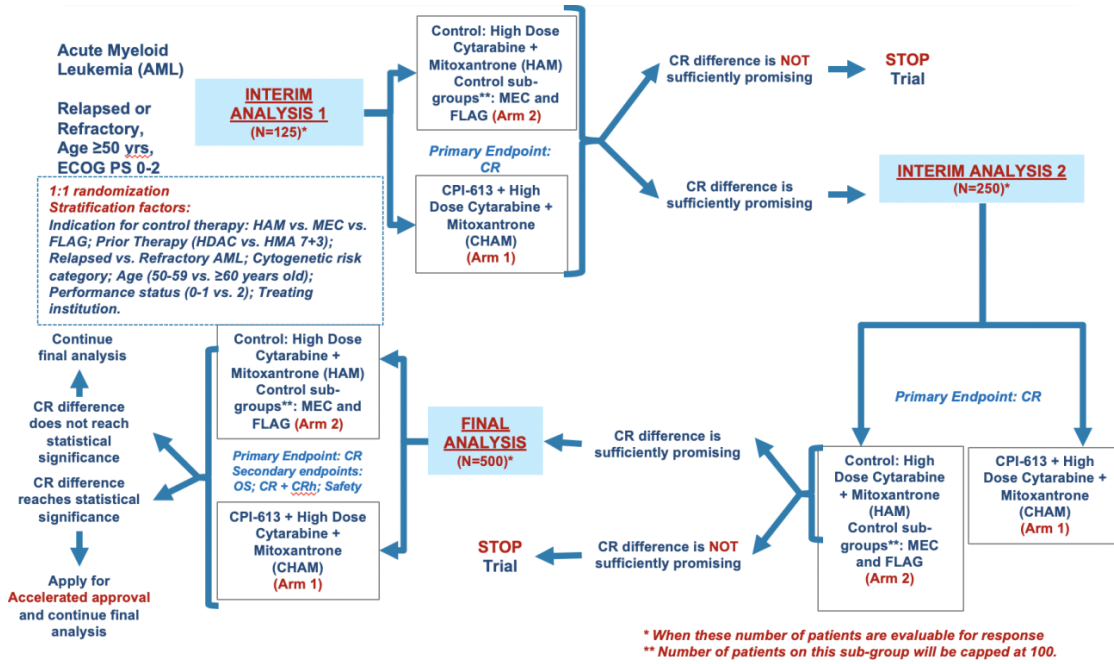 Acute Myeloid
Leukemia (AML)
Relapsed or
Refractory,
Age ≥50 yrs,
ECOG PS 0-2
1:1 randomization
Stratification factors:
Indication for control therapy: HAM vs. MEC vs.
FLAG; Prior Therapy (HDAC vs. HMA 7+3);
Relapsed vs. Refractory AML; Cytogenetic risk
category; Age (50-59 vs. ≥60 years old);
Performance status (0-1 vs. 2); Treating
institution.
INTERIM
ANALYSIS 1
(N=125)*
Control: High Dose
Cytarabine +
Mitoxantrone (HAM)
Control sub-
groups**: MEC and
FLAG (Arm 2)
Primary Endpoint:
CR
CPI-613 + High
Dose Cytarabine +
Mitoxantrone
(CHAM)
(Arm 1)
CR difference is NOT
sufficiently promising
STOP
Trial
CR difference is
sufficiently promising
INTERIM ANALYSIS 2
(N=250)*
Primary Endpoint: CR
Control: High
Dose Cytarabine
+ Mitoxantrone
(HAM)
Control sub-
groups**: MEC
and FLAG
(Arm 2)
CPI-613 + High
Dose Cytarabine +
Mitoxantrone
(CHAM)
(Arm 1)
CR difference is
sufficiently promising
CR difference is NOT
sufficiently promising
STOP
Trial
FINAL
ANALYSIS
(N=500)*
Control: High Dose
Cytarabine +
Mitoxantrone (HAM)
Control sub-
groups**: MEC and
FLAG (Arm 2)
Primary Endpoint: CR
Secondary endpoints:
OS; CR + CRh; Safety
CPI-613 + High Dose
Cytarabine +
Mitoxantrone
(CHAM)
(Arm 1)
Continue
final analysis
CR difference
does not reach
statistical
significance
CR difference
reaches statistical
significance
Apply for
Accelerated approval
and continue final
analysis
* When these number of patients are evaluable for response
** Number of patients on this sub-group will be capped at 100.